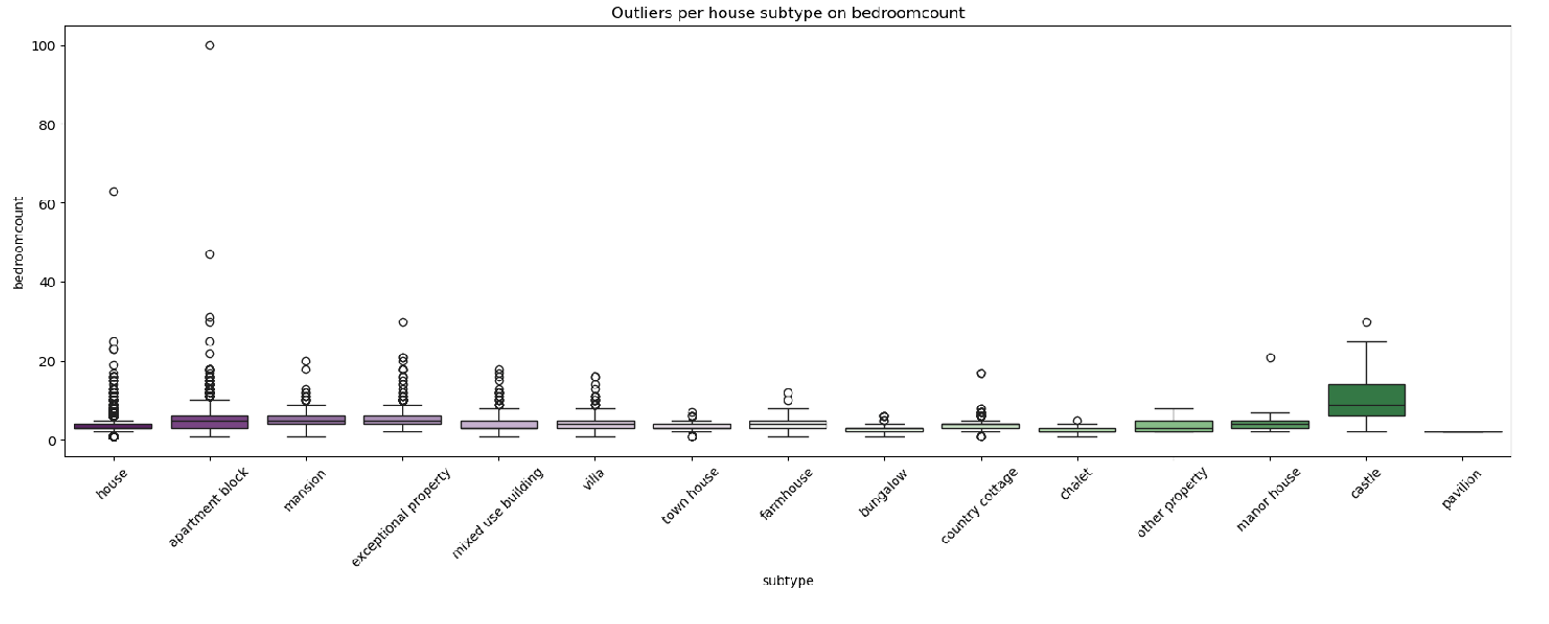 Outliers per house subtype on bedroomcount
bedroomcount
100
80
60
40
20
0
house
apartment block
mansion
exceptional property
mixed use building
villa
town house
farmhouse
bungalow
country cottage
chalet
other property
manor house
castle
pavilion
subtype